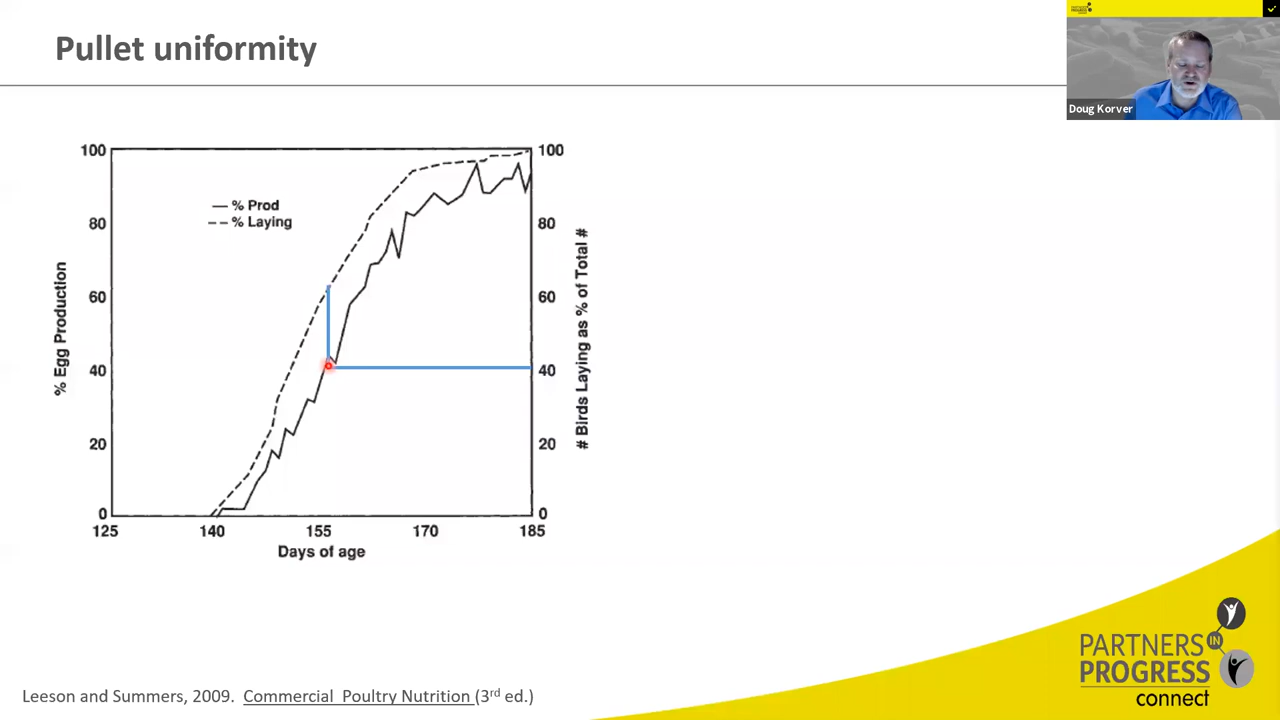 Pullet uniformity
Doug Korver
100
80
60
40
20
0
% Egg Production
% Prod
% Laying
100
80
60
40
20
0
# Birds Laying as % of Total #
125 140 155 170 185
Days of age
PARTNERS
IN
PROGRESS
connect
Leeson and Summers, 2009. Commercial Poultry Nutrition (3rd ed.)